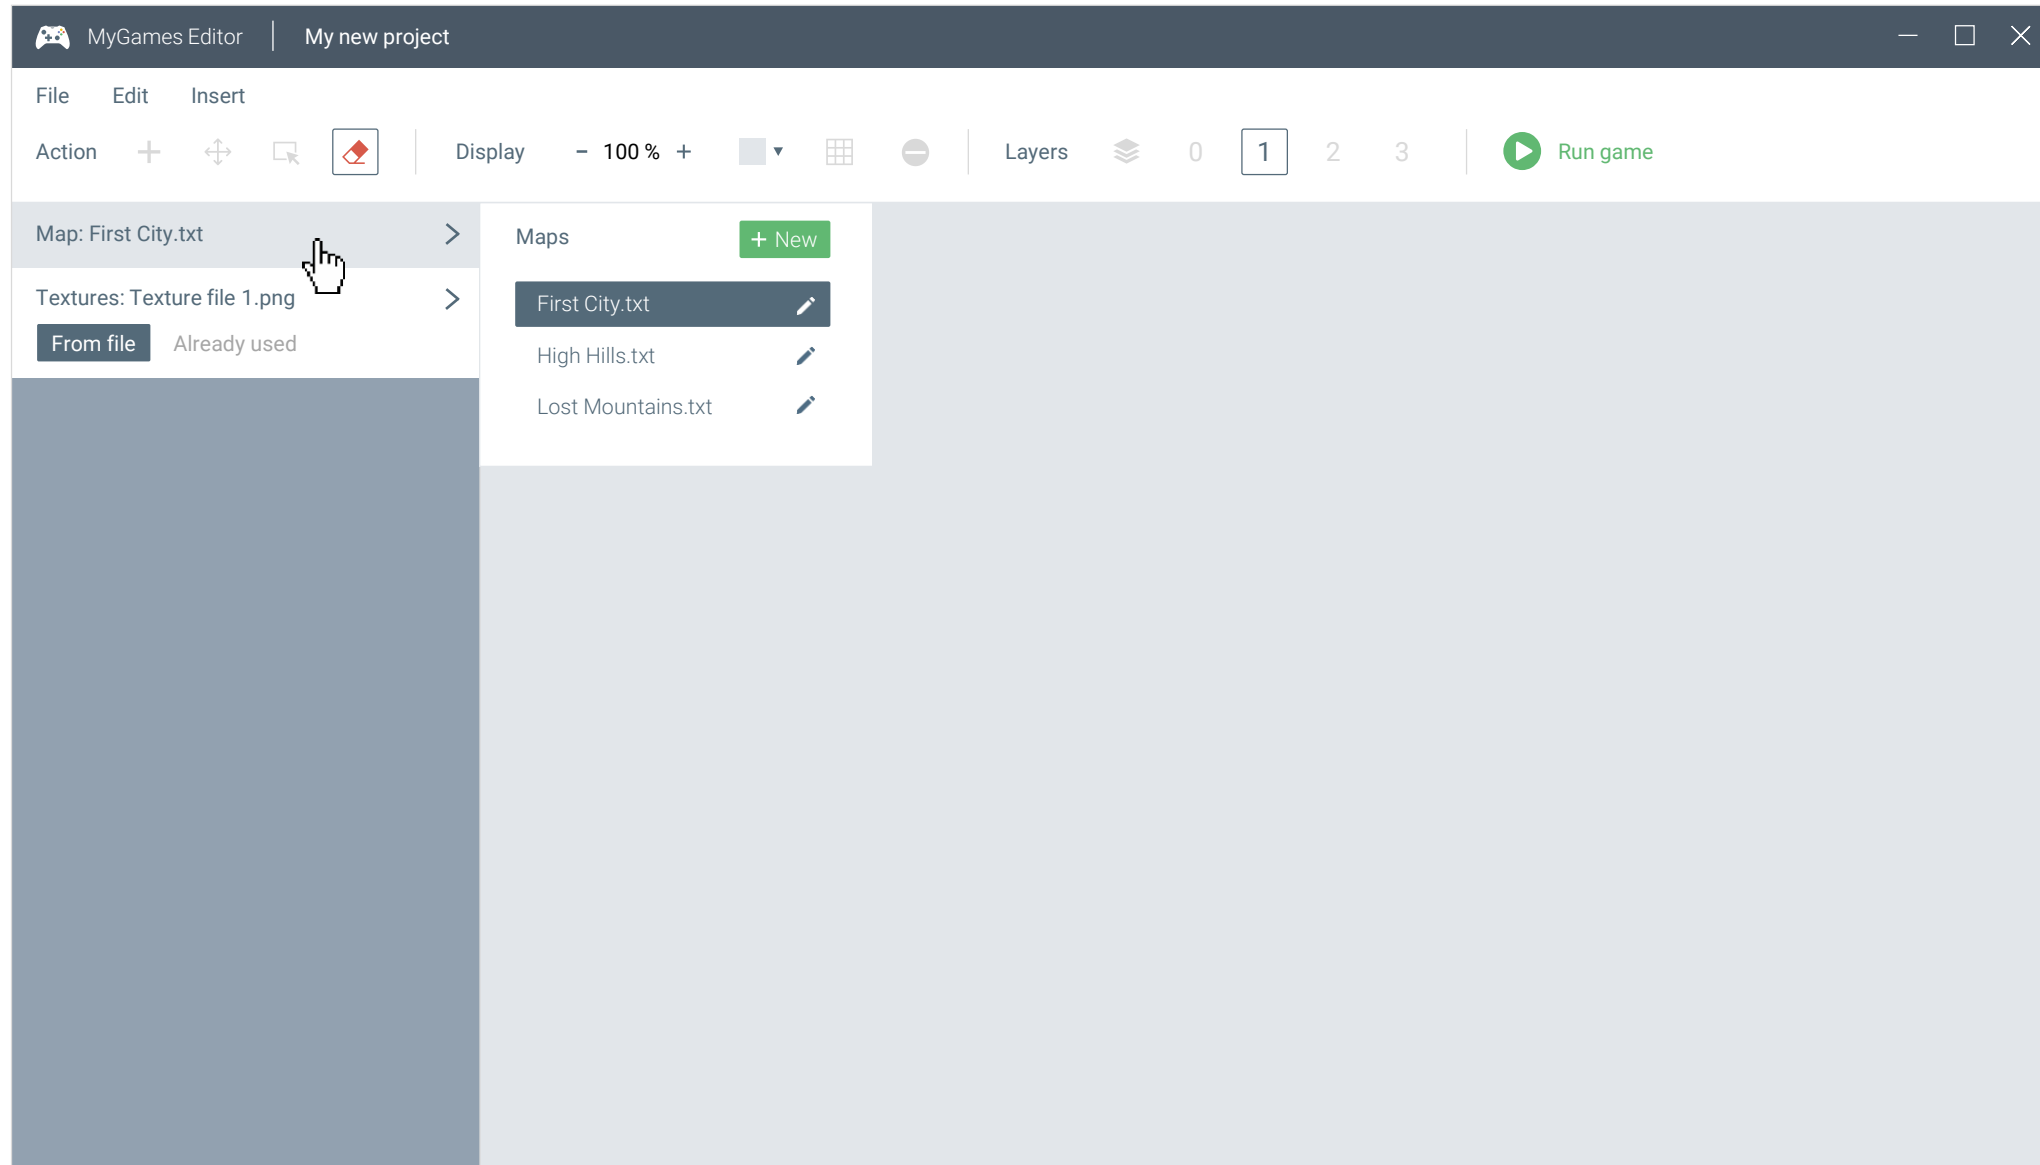 MyGames Editor | My new project
File Edit Insert
Action Display - 100 % + Layers 0 1 2 3 Run game
Map: First City.txt
Textures: Texture file 1.png
From file Already used
Maps + New
First City.txt
High Hills.txt
Lost Mountains.txt